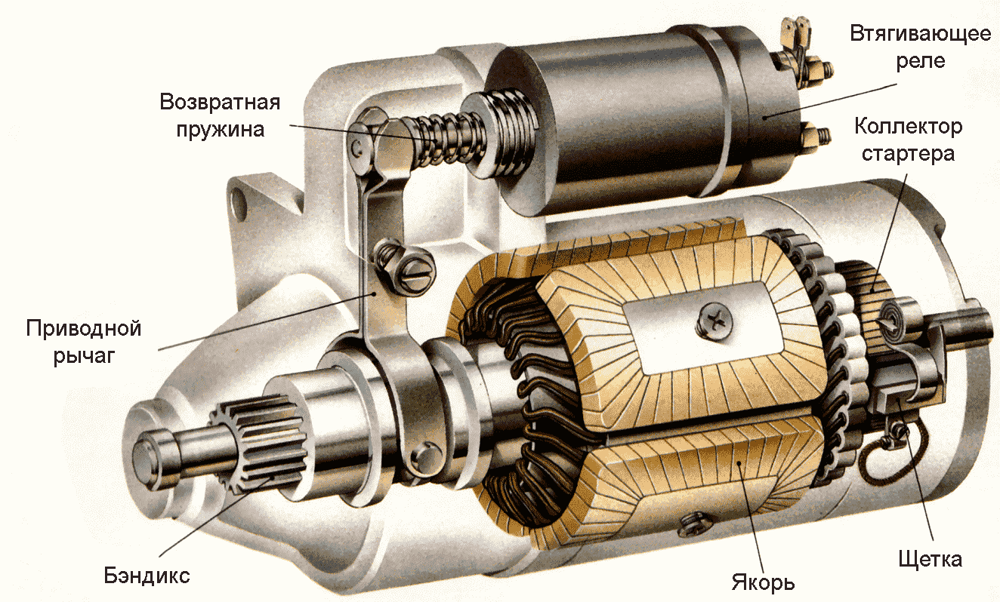 Втягивающее
реле
Возвратная
пружина
Коллектор
стартера
Приводной
рычаг
Бэндикс
Якорь
Щетка